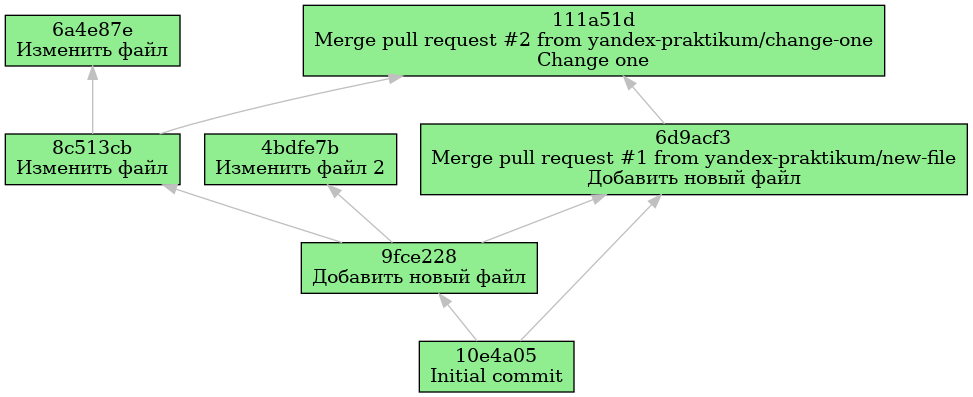 6a4e87e
Изменить файл
111a51d
Merge pull request #2 from yandex-praktikum/change-one
Change one
8c513cb
Изменить файл
4bdfe7b
Изменить файл 2
6d9acf3
Merge pull request #1 from yandex-praktikum/new-file
Добавить новый файл
9fce228
Добавить новый файл
10e4a05
Initial commit